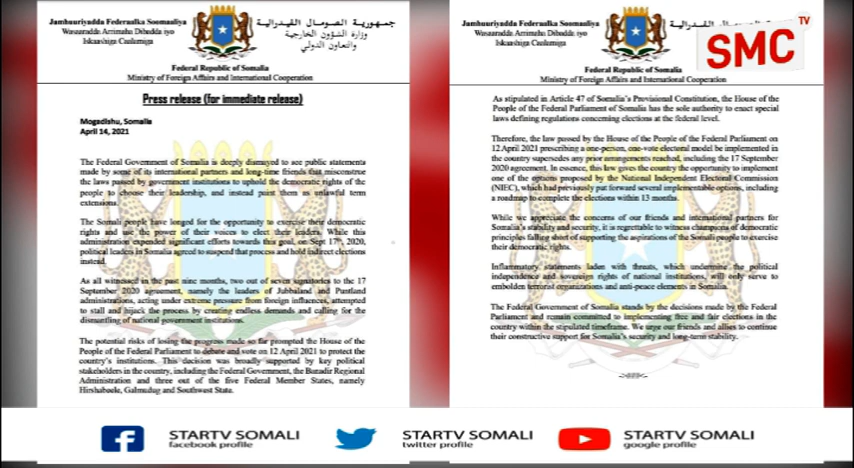 Jamhuuriyadda Federaalka Soomaaliya
Wasaaradda Arrimaha Dibadda iyo
Iskaashiga Caalamiga
جمهورية الصومال الفيدرالية
وزارة الشؤون الخارجية
والتعاون الدولي
Federal Republic of Somalia
Ministry of Foreign Affairs and International Cooperation
Press release (for immediate release)
Mogadishu, Somalia
April 14, 2021
The Federal Government of Somalia is deeply dismayed to see public statements
made by some of its international partners and long-time friends that misconstrue
the laws passed by government institutions to uphold the democratic rights of the
people to choose their leadership, and instead paint them as unlawful term
extensions.
The Somali people have longed for the opportunity to exercise their democratic
rights and use the power of their voices to elect their leaders. While this
administration expended significant efforts towards this goal, on Sept 17th, 2020,
political leaders in Somalia agreed to suspend that process and hold indirect elections
instead.
As all witnessed in the past nine months, two out of seven signatories to the 17
September 2020 agreement, namely the leaders of Jubbaland and Puntland
administrations, acting under extreme pressure from foreign influences, attempted
to stall and hijack the process by creating endless demands and calling for the
dismantling of national government institutions.
The potential risks of losing the progress made so far prompted the House of the
People of the Federal Parliament to debate and vote on 12 April 2021 to protect the
country's institutions. This decision was broadly supported by key political
stakeholders in the country, including the Federal Government, the Banadir Regional
Administration and three out of the five Federal Member States, namely
Hirshabeele, Galmudug and Southwest State.
Jamhuuriyadda Federaalka Soomaaliya
Wasaaradda Arrimaha Dibadda iyo
Iskaashiga Caalamiga
SMC TV
Federal Republic of Somalia
Ministry of Foreign Affairs and International Cooperation
As stipulated in Article 47 of Somalia's Provisional Constitution, the House of the
People of the Federal Parliament of Somalia has the sole authority to enact special
laws defining regulations concerning elections at the federal level.
Therefore, the law passed by the House of the People of the Federal Parliament on
12 April 2021 prescribing a one-person, one-vote electoral model be implemented in
the country supersedes any prior arrangements reached, including the 17 September
2020 agreement. In essence, this law gives the country the opportunity to implement
one of the options proposed by the National Independent Electoral Commission
(NIEC), which had previously put forward several implementable options, including
a roadmap to complete the elections within 13 months.
While we appreciate the concerns of our friends and international partners for
Somalia's stability and security, it is regrettable to witness champions of democratic
principles falling short of supporting the aspirations of the Somali people to exercise
their democratic rights.
Inflammatory statements laden with threats, which undermine the political
independence and sovereign rights of national institutions, will only serve to
embolden terrorist organizations and anti-peace elements in Somalia.
The Federal Government of Somalia stands by the decisions made by the Federal
Parliament and remain committed to implementing free and fair elections in the
country within the stipulated timeframe. We urge our friends and allies to continue
their constructive support for Somalia's security and long-term stability.
STARTV SOMALI
facebook profile
STARTV SOMALI
twitter profile
STARTV SOMALI
google profile